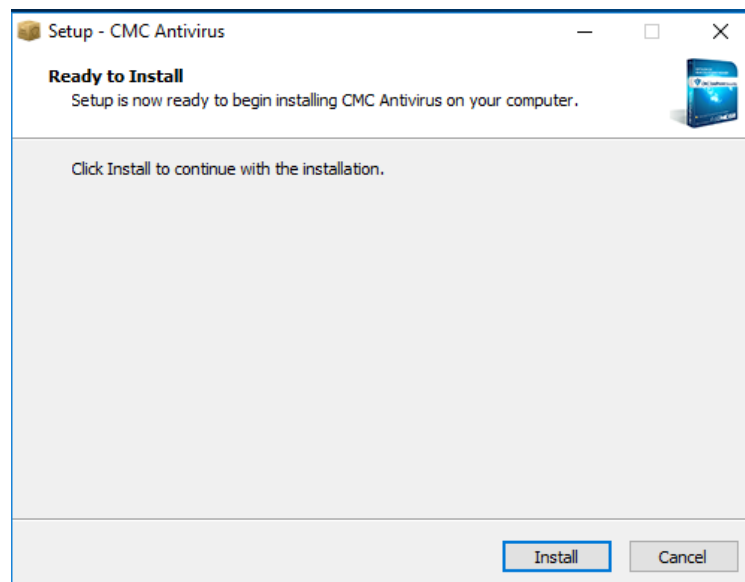 Setup - CMC Antivirus
Ready to Install
Setup is now ready to begin installing CMC Antivirus on your computer.
Click Install to continue with the installation.
Install
Cancel